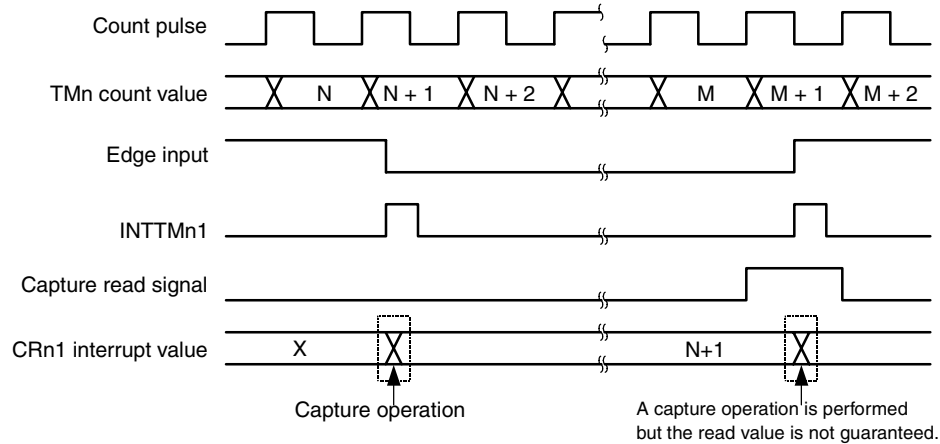 Count pulse
TMn count value
N
N + 1
N + 2
M
M + 1
M + 2
Edge input
INTTMn1
Capture read signal
CRn1 interrupt value
X
N+1
Capture operation
A capture operation is performed
but the read value is not guaranteed.